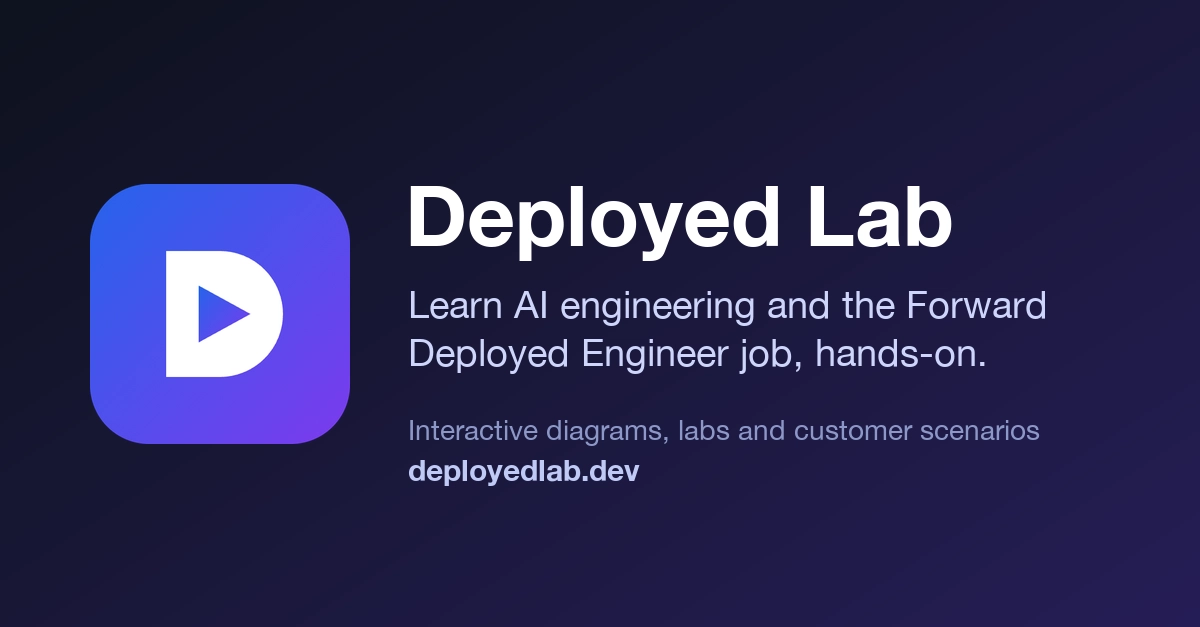 Deployed Lab
Learn AI engineering and the Forward
Deployed Engineer job, hands-on.
Interactive diagrams, labs and customer scenarios
deployedlab.dev